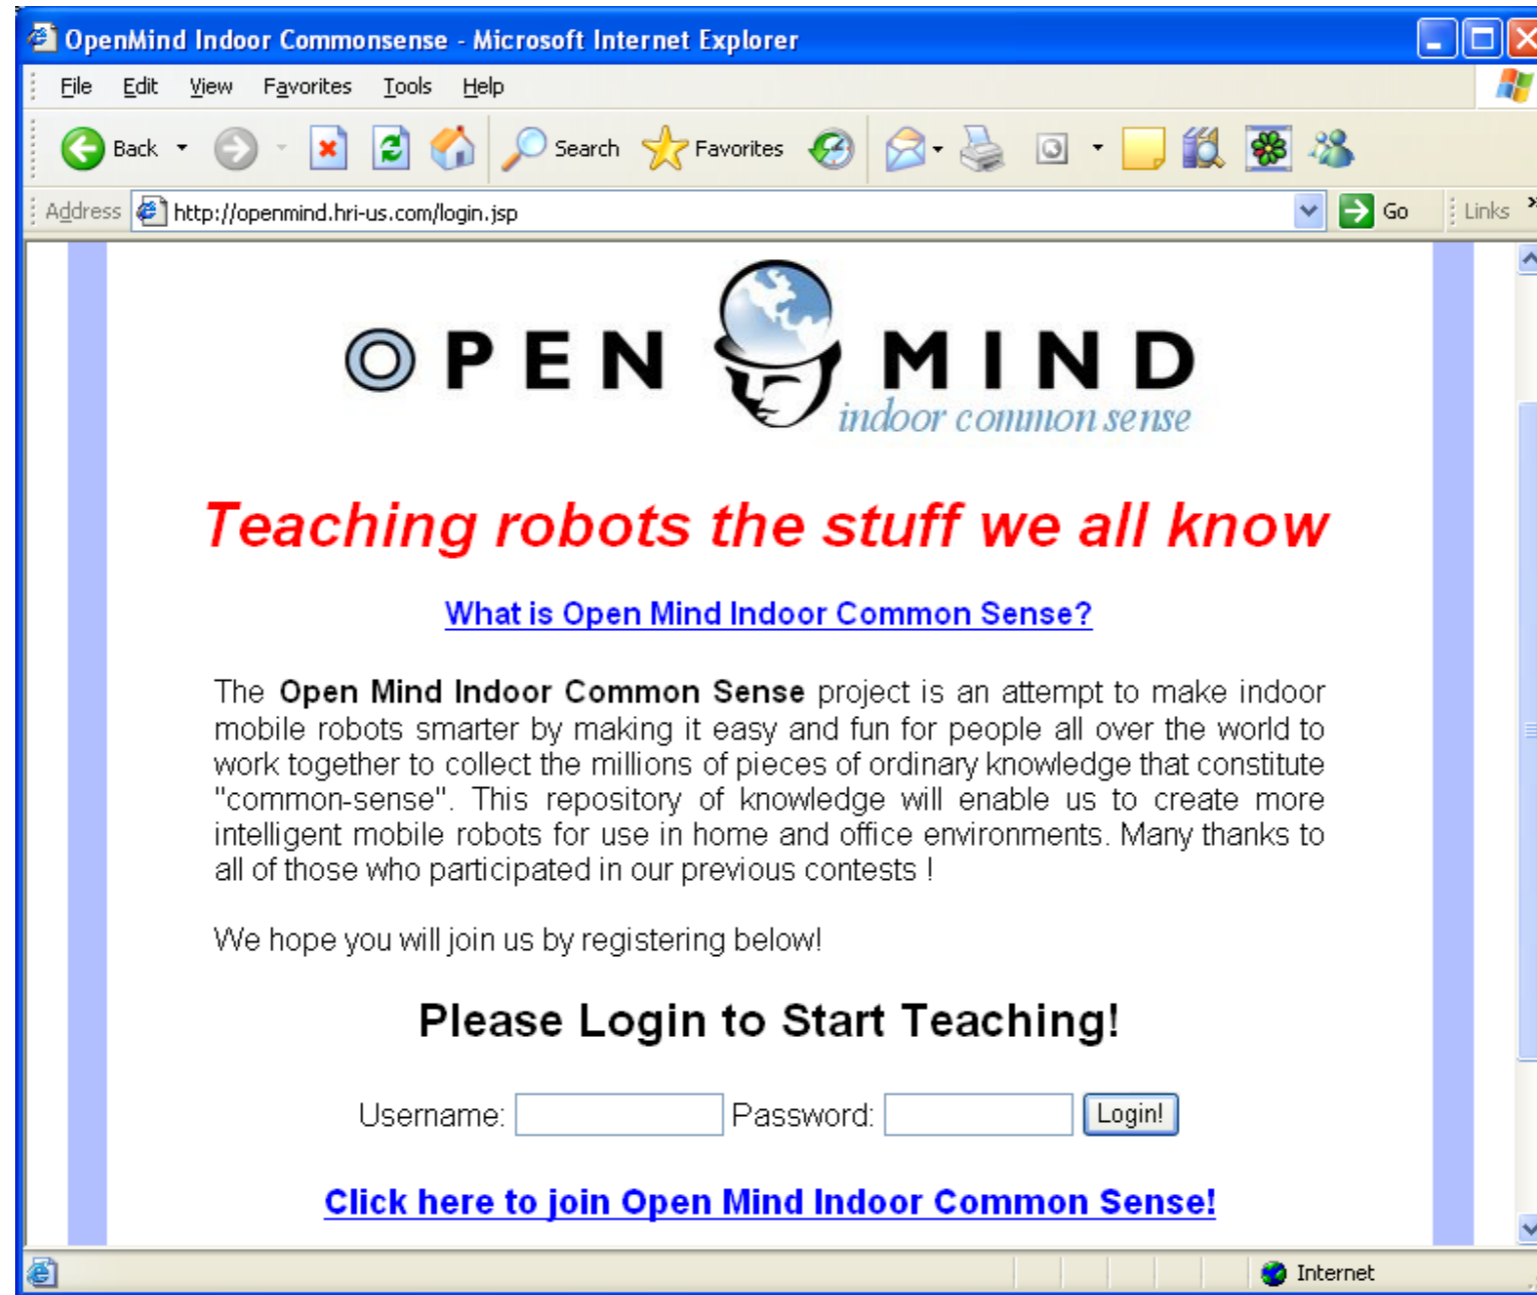 OpenMind Indoor Commonsense - Microsoft Internet Explorer
File Edit View Favorites Tools Help
Back Search Favorites
Address http://openmind.hri-us.com/login.jsp Go Links »
OPEN MIND
indoor common sense
Teaching robots the stuff we all know
What is Open Mind Indoor Common Sense?
The Open Mind Indoor Common Sense project is an attempt to make indoor
mobile robots smarter by making it easy and fun for people all over the world to
work together to collect the millions of pieces of ordinary knowledge that constitute
"common-sense". This repository of knowledge will enable us to create more
intelligent mobile robots for use in home and office environments. Many thanks to
all of those who participated in our previous contests !
We hope you will join us by registering below!
Please Login to Start Teaching!
Username: Password: Login!
Click here to join Open Mind Indoor Common Sense!
Internet